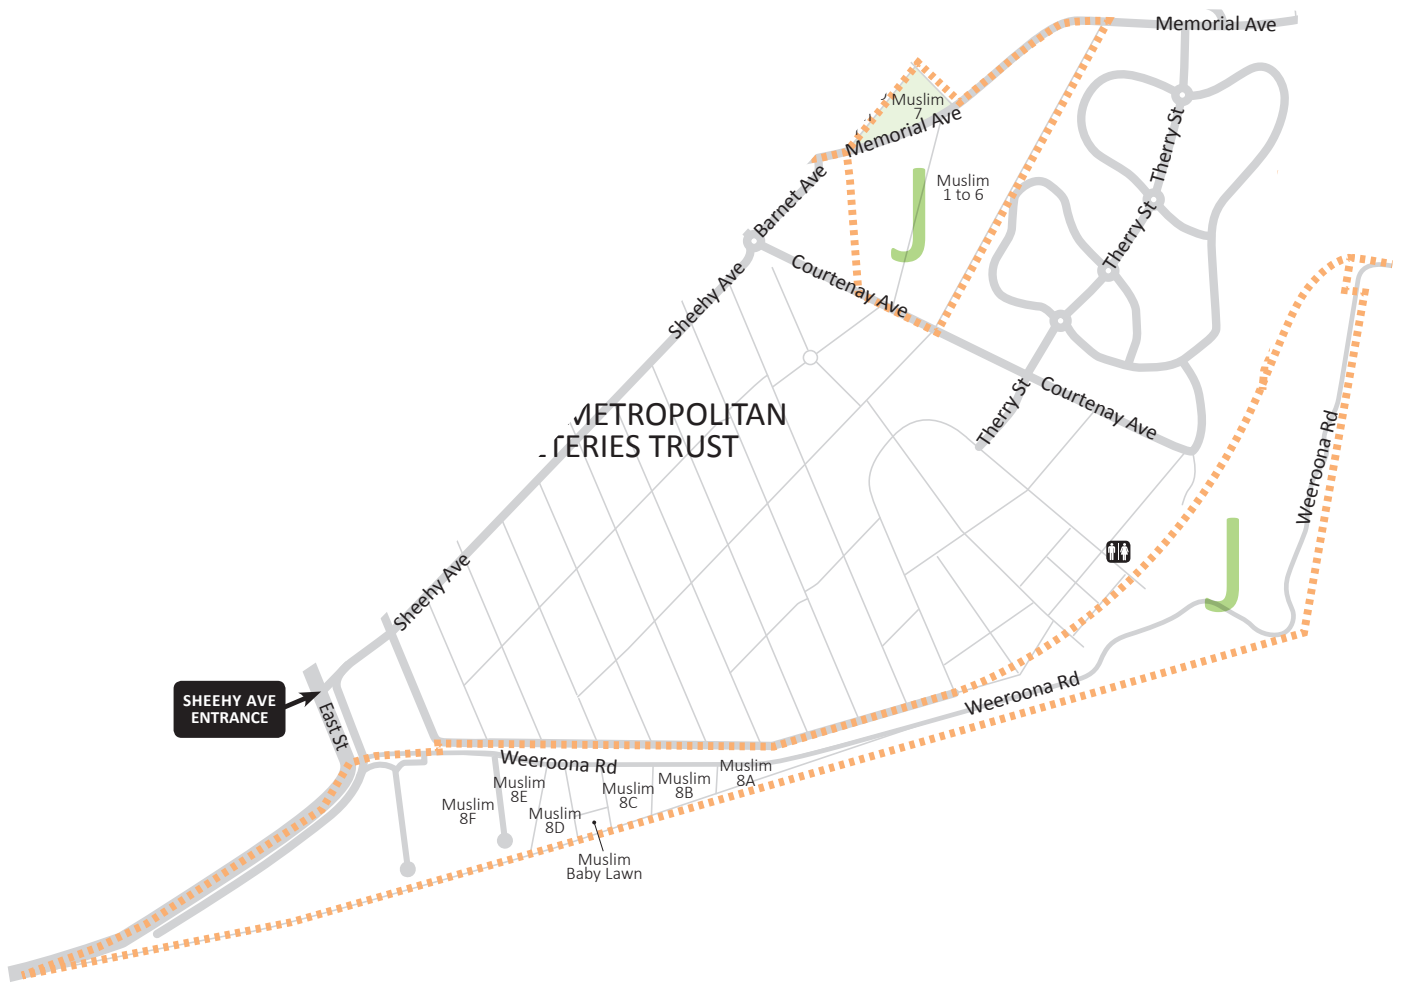 Memorial Ave
Muslim
7
Memorial Ave
Therry St
Muslim
1 to 6
Barnet Ave
Therry St
Courtenay Ave
Sheehy Ave
Therry St
Courtenay Ave
METROPOLITAN
TERIES TRUST
Weeroona Rd
Sheehy Ave
SHEEHY AVE
ENTRANCE
East St
Weeroona Rd
Weeroona Rd
Muslim
8A
Muslim
8B
Muslim
8C
Muslim
8E
Muslim
8D
Muslim
8F
Muslim
Baby Lawn
J
J